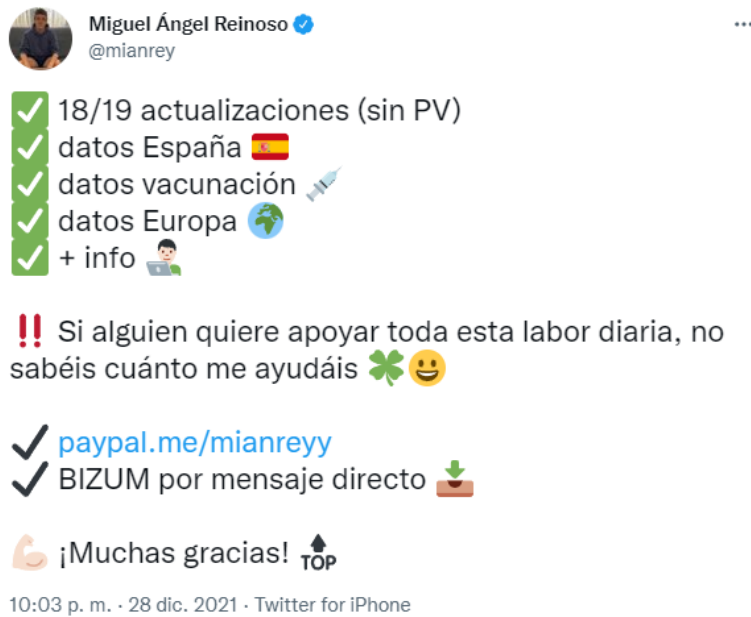 Miguel Ángel Reinoso
@mianrey
✅ 18/19 actualizaciones (sin PV)
✅ datos España 🇪🇸
✅ datos vacunación 💉
✅ datos Europa 🌍
✅ + info 👨🏻‍💻
‼️ Si alguien quiere apoyar toda esta labor diaria, no
sabéis cuánto me ayudáis 🍀😀
✔️ paypal.me/mianreyy
✔️ BIZUM por mensaje directo 📥
💪🏻 ¡Muchas gracias! 🔝
10:03 p. m. · 28 dic. 2021 · Twitter for iPhone